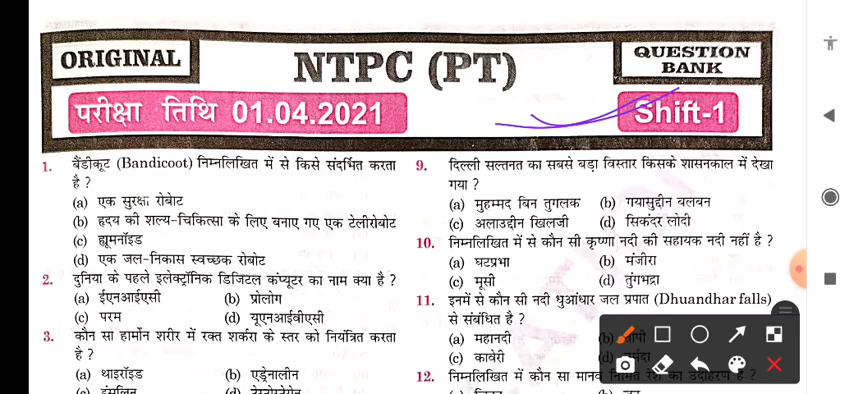 ORIGINAL
NTPC (PT)
QUESTION
BANK
परीक्षा तिथि 01.04.2021
Shift-1
1. बैंडीकूट (Bandicoot) निम्नलिखित में से किसे संदर्भित करता
है ?
(a) एक सुरक्षा रोबोट
(b) हृदय की शल्य-चिकित्सा के लिए बनाए गए एक टेलीरोबोट
(c) ह्यूमनॉइड
(d) एक जल-निकास स्वच्छक रोबोट
2. दुनिया के पहले इलेक्ट्रॉनिक डिजिटल कंप्यूटर का नाम क्या है ?
(a) ईएनआईएसी (b) प्रोलोग
(c) परम (d) यूएनआईवीएसी
3. कौन सा हार्मोन शरीर में रक्त शर्करा के स्तर को नियंत्रित करता
है ?
(a) थाइरॉइड (b) एड्रेनालीन
9. दिल्ली सल्तनत का सबसे बड़ा विस्तार किसके शासनकाल में देखा
गया ?
(a) मुहम्मद बिन तुगलक (b) गयासुद्दीन बलबन
(c) अलाउद्दीन खिलजी (d) सिकंदर लोदी
10. निम्नलिखित में से कौन सी कृष्णा नदी की सहायक नदी नहीं है ?
(a) घटप्रभा (b) मंजीरा
(c) मूसी (d) तुंगभद्रा
11. इनमें से कौन सी नदी धुआंधार जल प्रपात (Dhuandhar falls)
से संबंधित है ?
(a) महानदी
(c) कावेरी
12. निम्नलिखित में कौन सा मानव